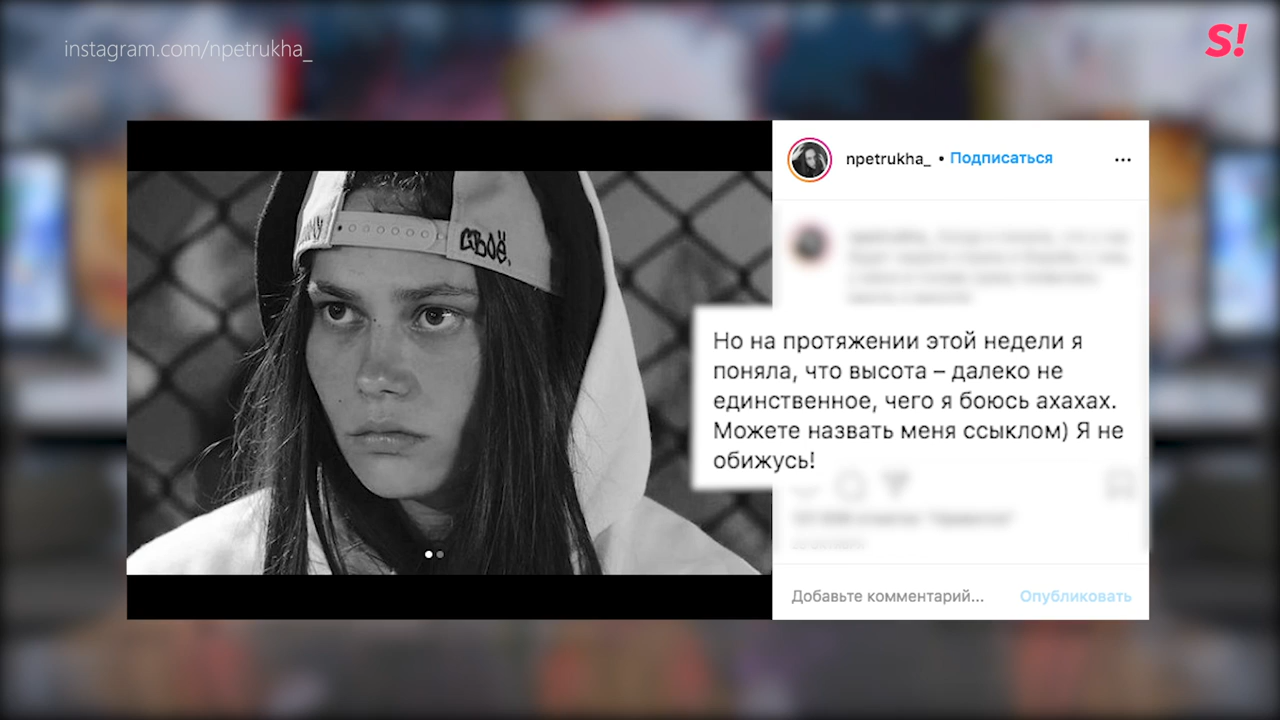 instagram.com/npetrukha_
S!
npetrukha_ • Подписаться
своё,
Но на протяжении этой недели я
поняла, что высота – далеко не
единственное, чего я боюсь ахахах.
Можете назвать меня ссыклом) Я не
обижусь!
Добавьте комментарий...
Опубликовать